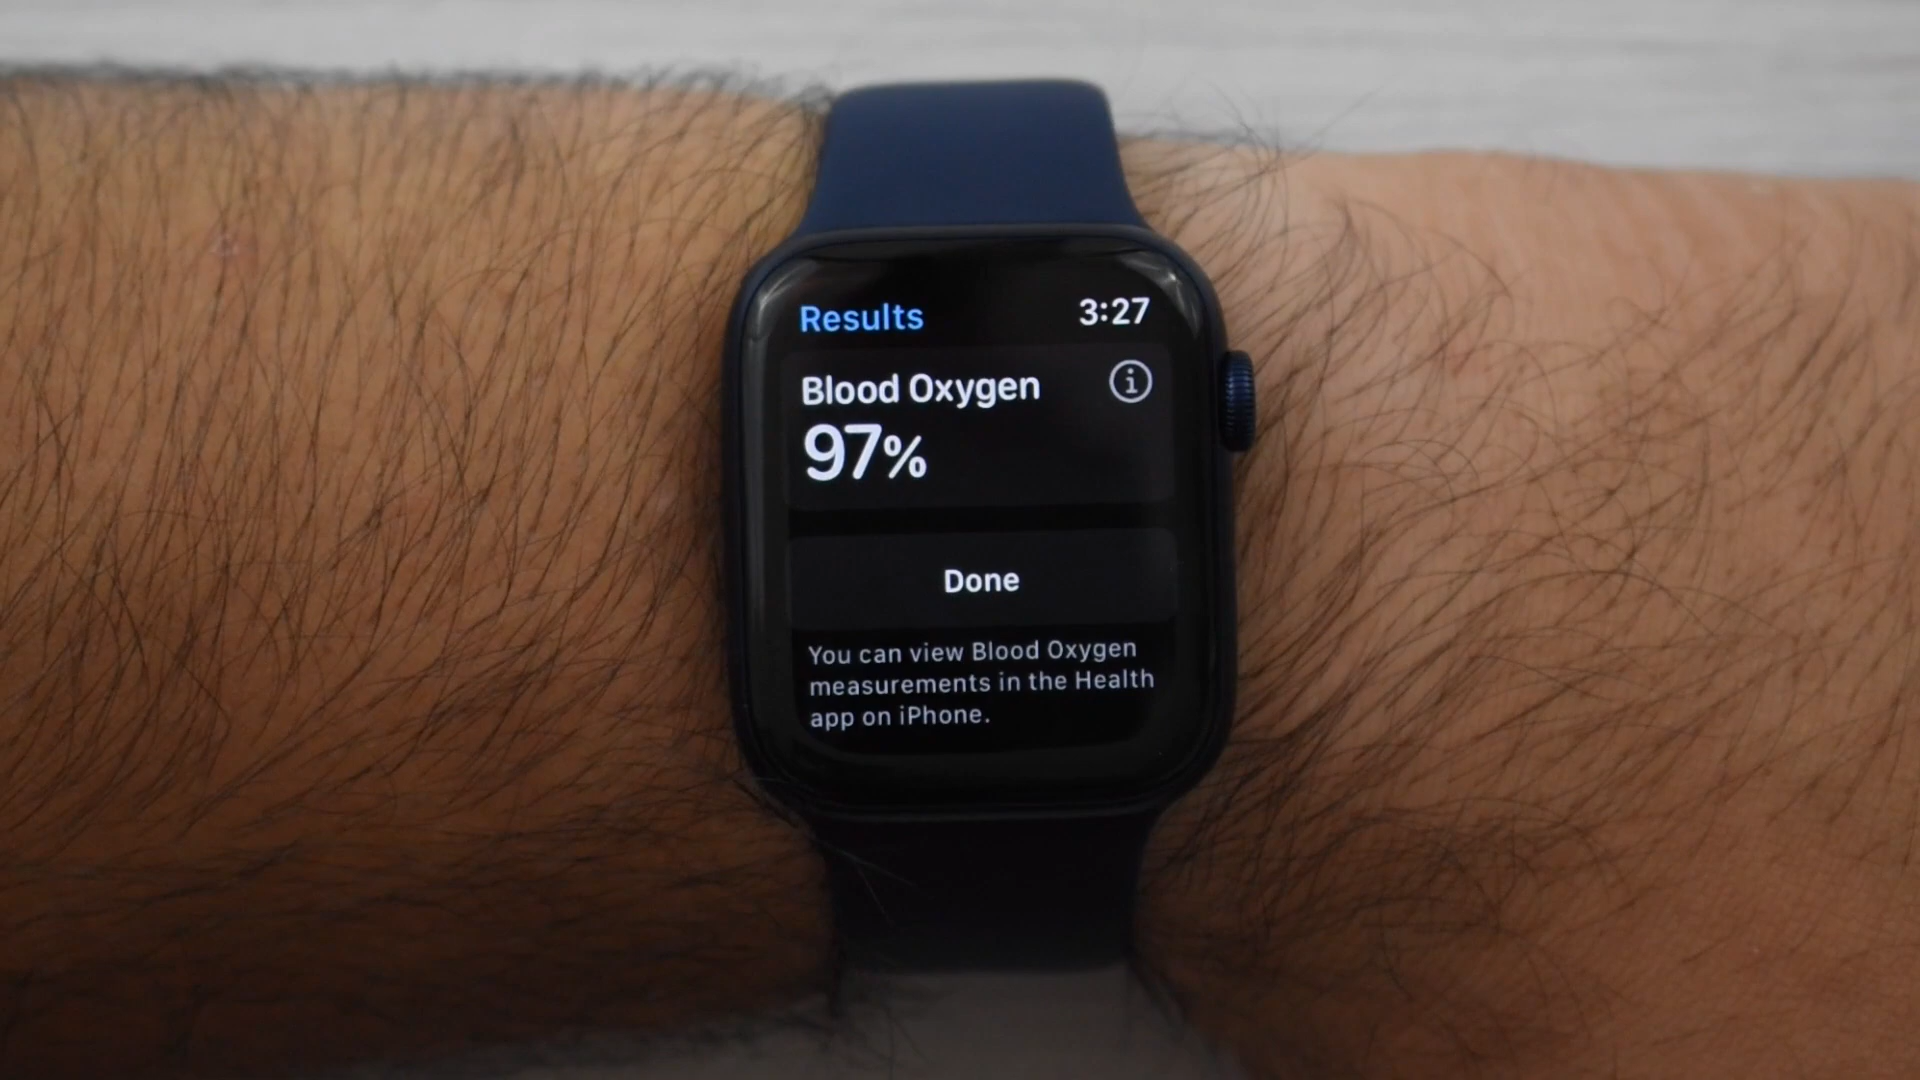 Results 3:27
Blood Oxygen
97%
Done
You can view Blood Oxygen
measurements in the Health
app on iPhone.